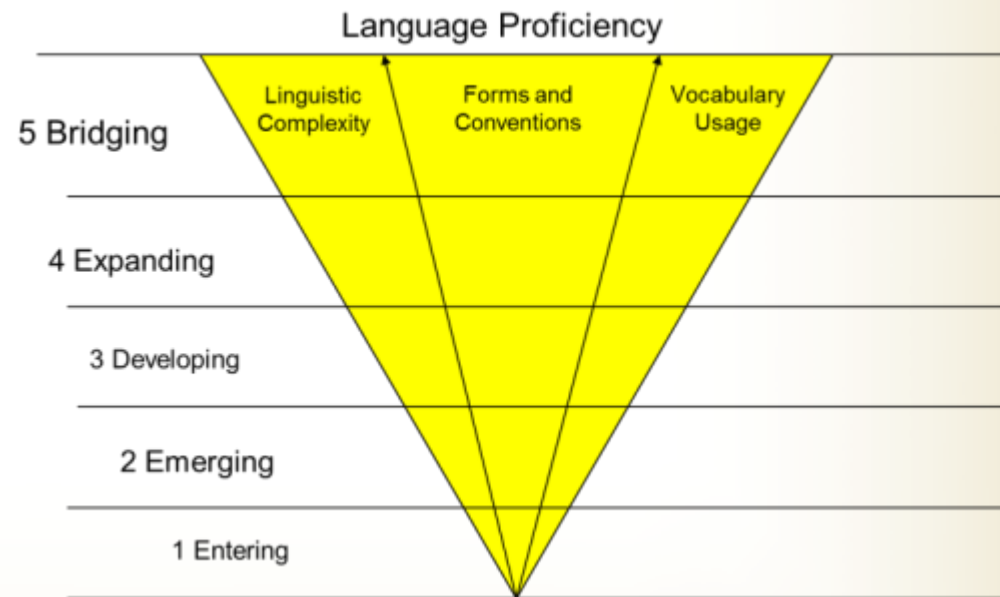 Language Proficiency
Linguistic
Complexity
Forms and
Conventions
Vocabulary
Usage
5 Bridging
4 Expanding
3 Developing
2 Emerging
1 Entering